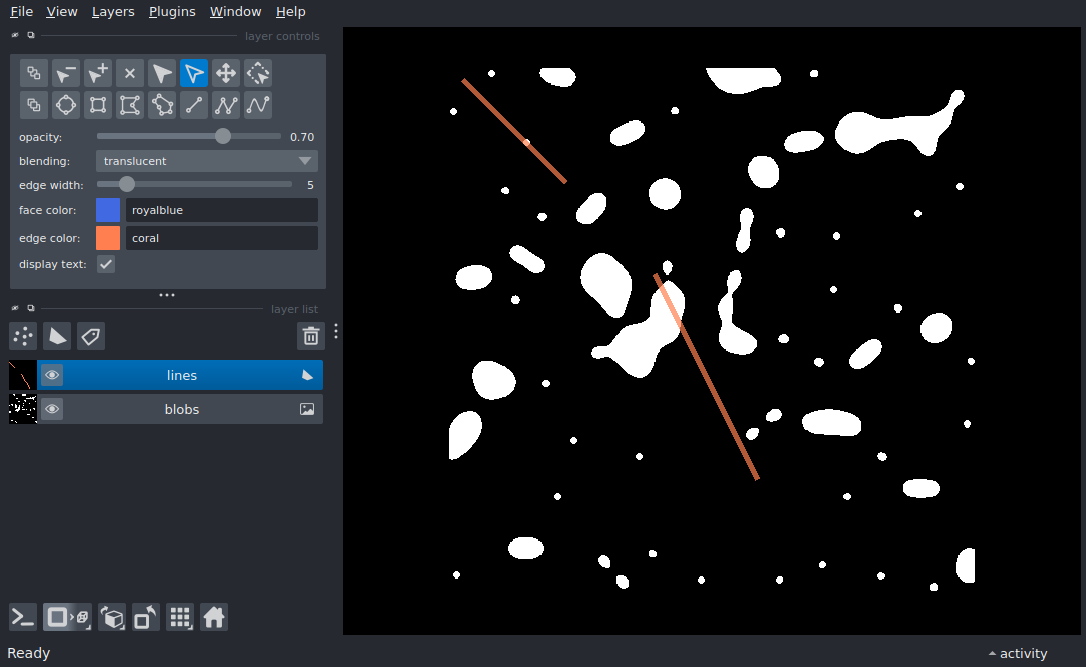 File View Layers Plugins Window Help
layer controls
opacity: 0.70
blending: translucent
edge width: 5
face color: royalblue
edge color: coral
display text:
layer list
lines
blobs
Ready
activity